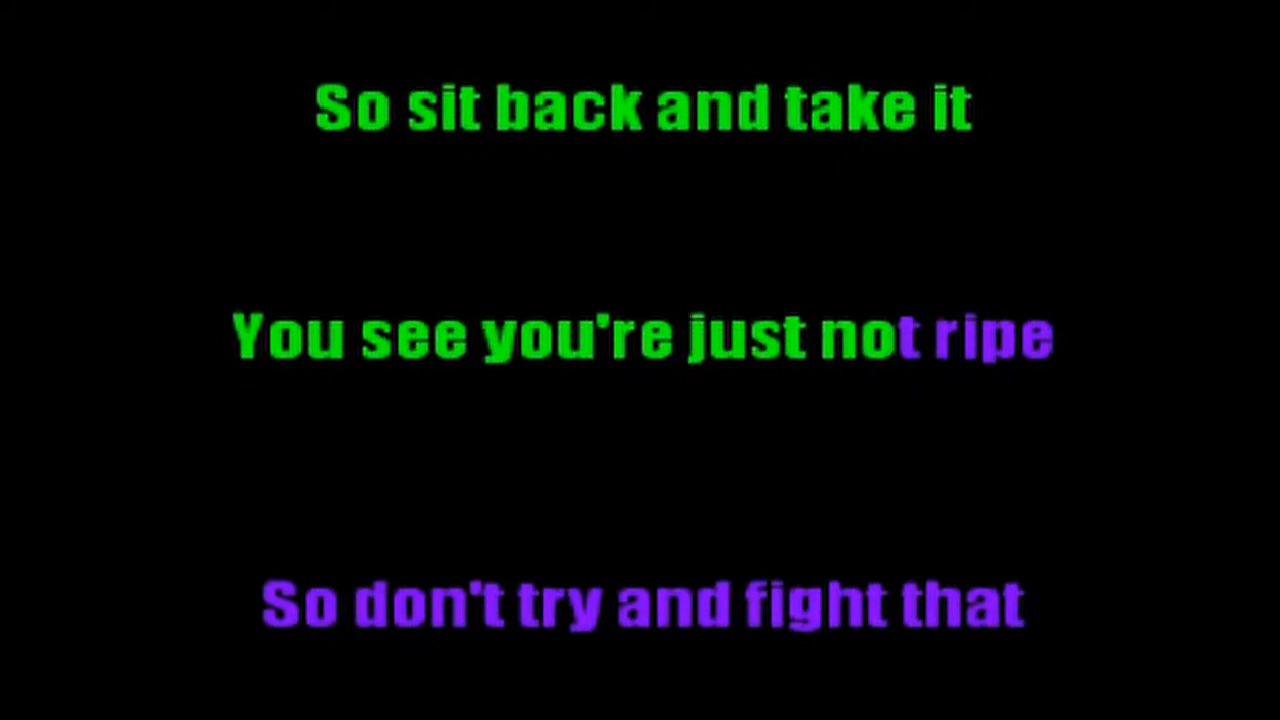 So sit back and take it
You see you're just not ripe
So don't try and fight that